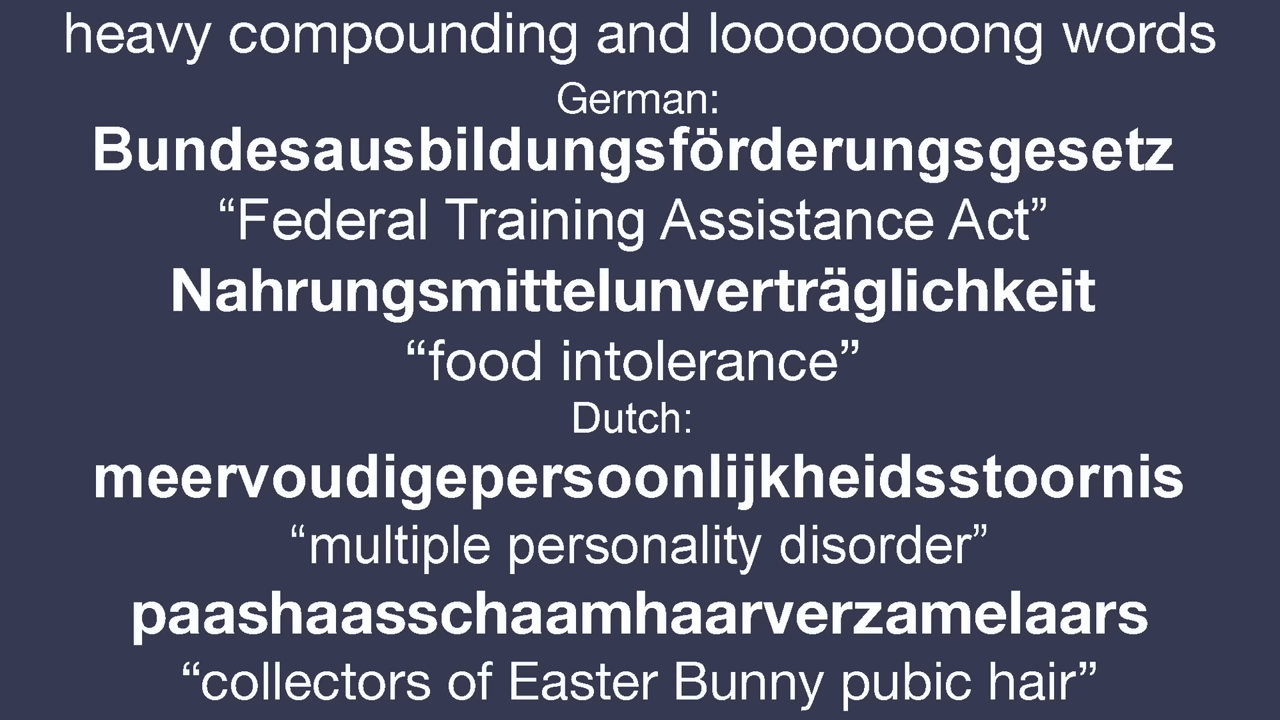 heavy compounding and looooooooong words
German:
Bundesausbildungsförderungsgesetz
“Federal Training Assistance Act”
Nahrungsmittelunverträglichkeit
“food intolerance”
Dutch:
meervoudigepersoonlijkheidsstoornis
“multiple personality disorder”
paashaasschaamhaarverzamelaars
“collectors of Easter Bunny pubic hair”